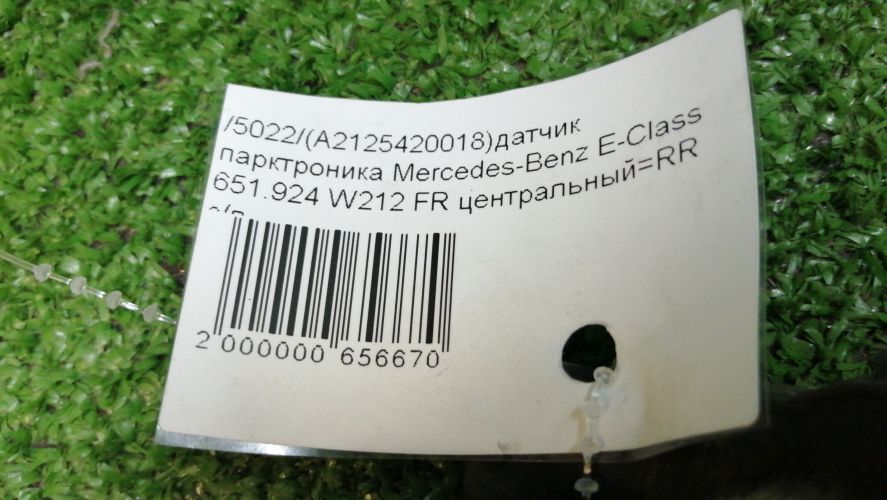 /5022/(A2125420018)датчик
парктроника Mercedes-Benz E-Class
651.924 W212 FR центральный=RR
2 000000 656670